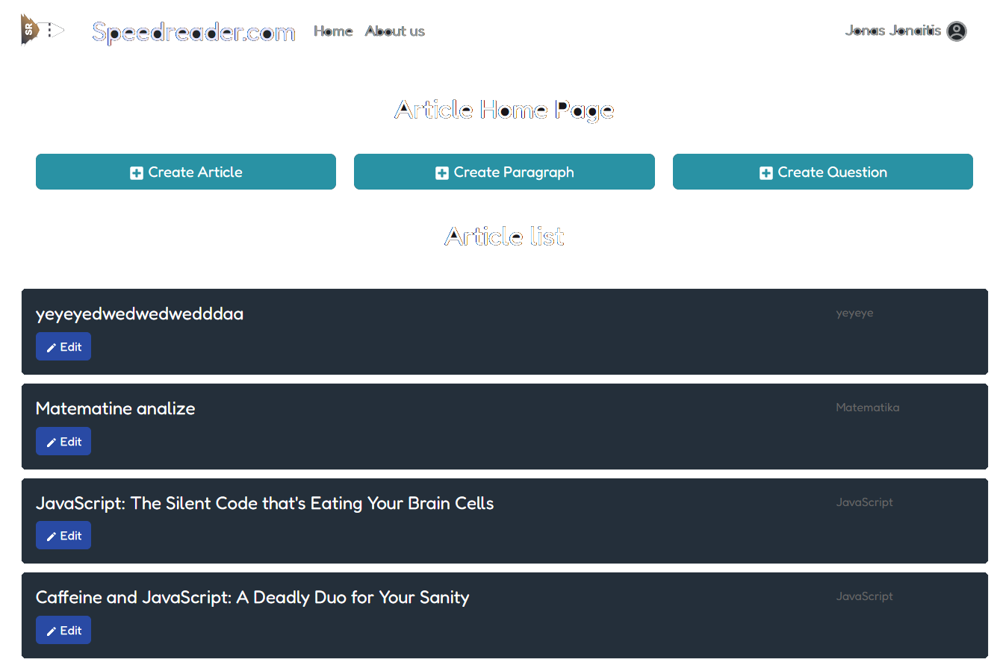 SR Speedreader.com Home About us Jonas Jonaitis
Article Home Page
Create Article Create Paragraph Create Question
Article list
yeyeyedwedwedwedddaa yeyeye
Edit
Matematine analize Matematika
Edit
JavaScript: The Silent Code that's Eating Your Brain Cells JavaScript
Edit
Caffeine and JavaScript: A Deadly Duo for Your Sanity JavaScript
Edit